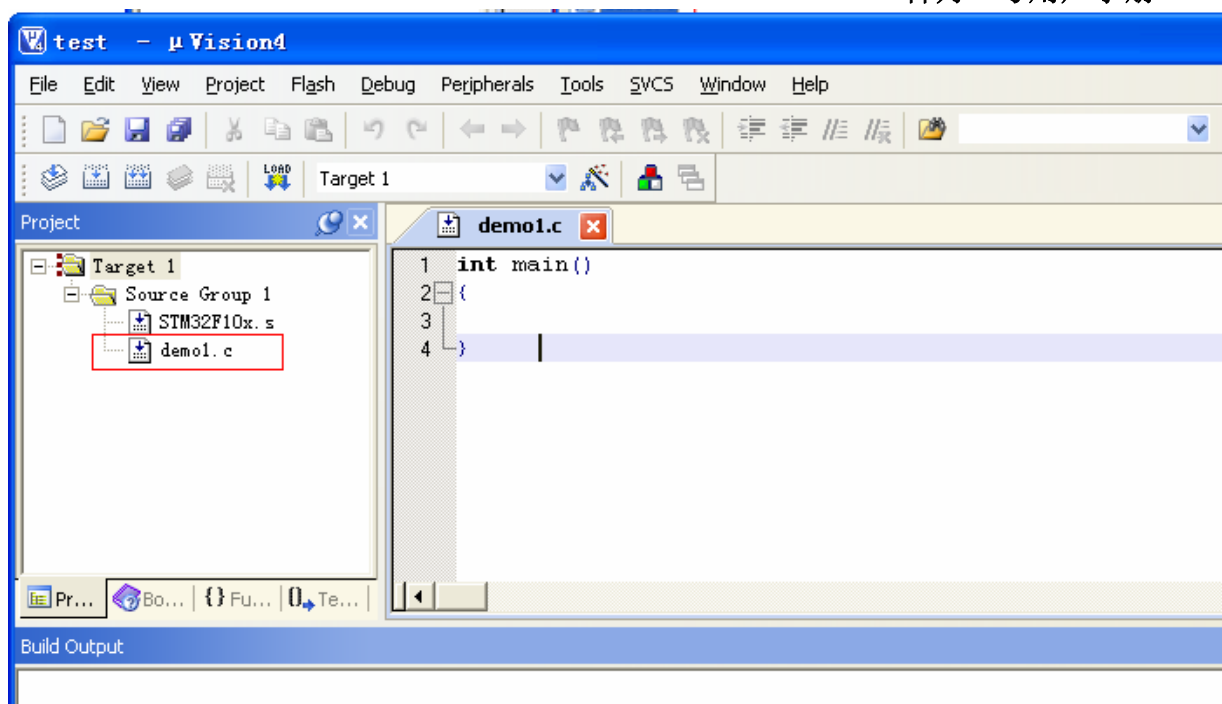 test - μVision4
File Edit View Project Flash Debug Peripherals Tools SVCS Window Help
LOAD Target 1
Project
demo1.c
Target 1
Source Group 1
STM32F10x.s
demo1.c
1 int main()
2 {
3
4 }
Pr... Bo... {} Fu... 0 Te...
Build Output